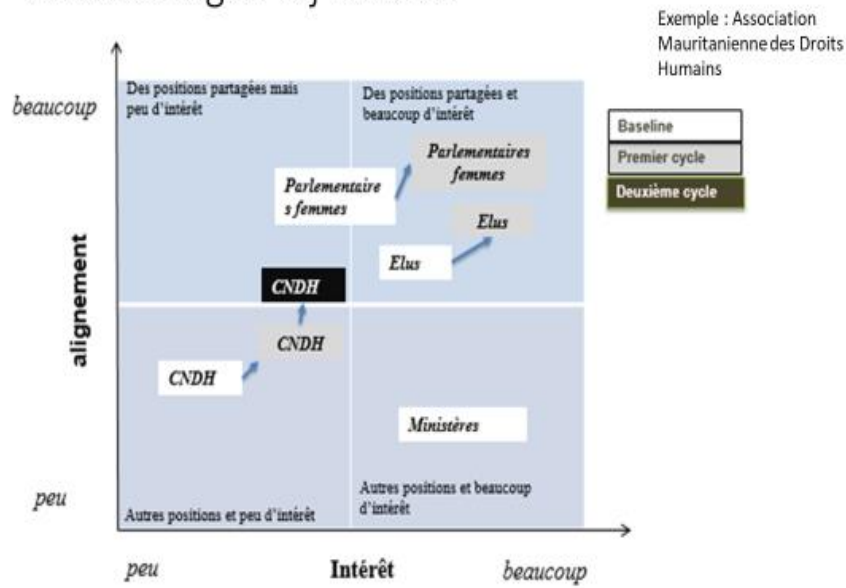 Exemple : Association
Mauritanienne des Droits
Humains
beaucoup
Des positions partagées mais
peu d'intérêt
Des positions partagées et
beaucoup d'intérêt
Baseline
Premier cycle
Deuxième cycle
Parlementaires
femmes
Parlementaire
s femmes
Elus
Elus
CNDH
alignement
CNDH
CNDH
Ministères
peu
Autres positions et peu d'intérêt
Autres positions et beaucoup
d'intérêt
peu
Intérêt
beaucoup